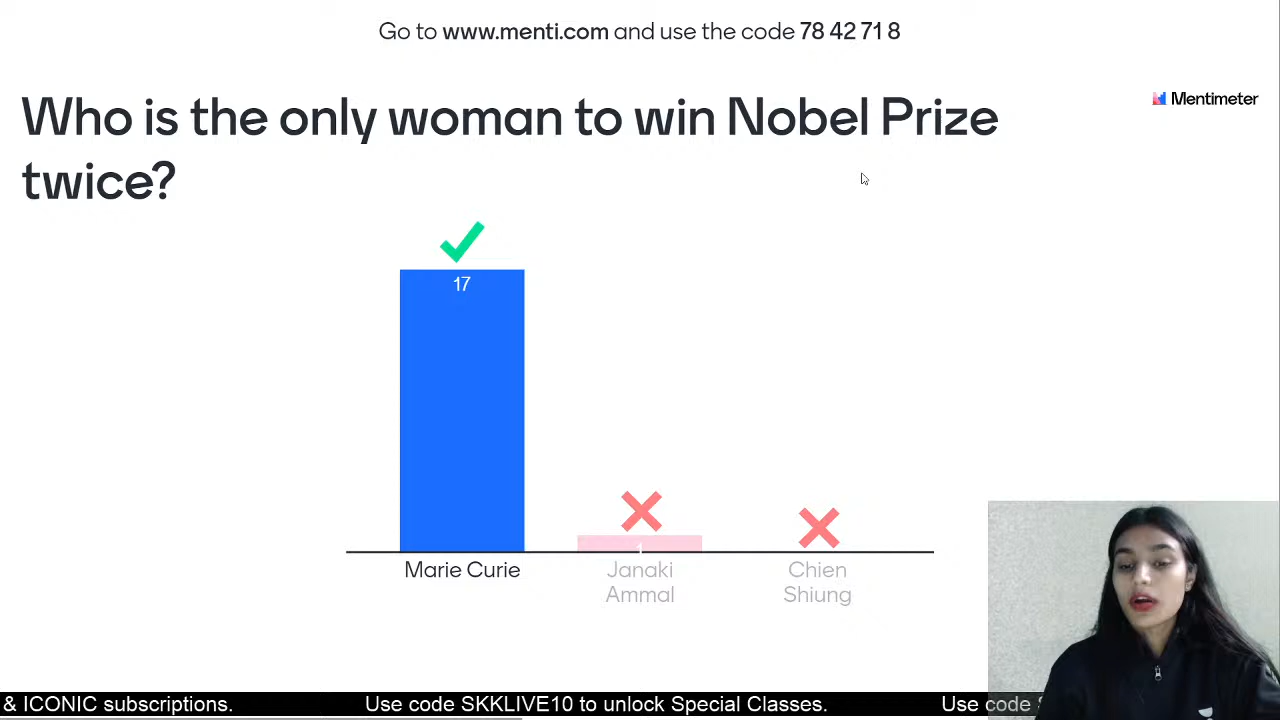 Go to www.menti.com and use the code 78 42 71 8
Mentimeter
Who is the only woman to win Nobel Prize
twice?
17
1
Marie Curie
Janaki
Ammal
Chien
Shiung
& ICONIC subscriptions.
Use code SKKLIVE10 to unlock Special Classes.
Use code